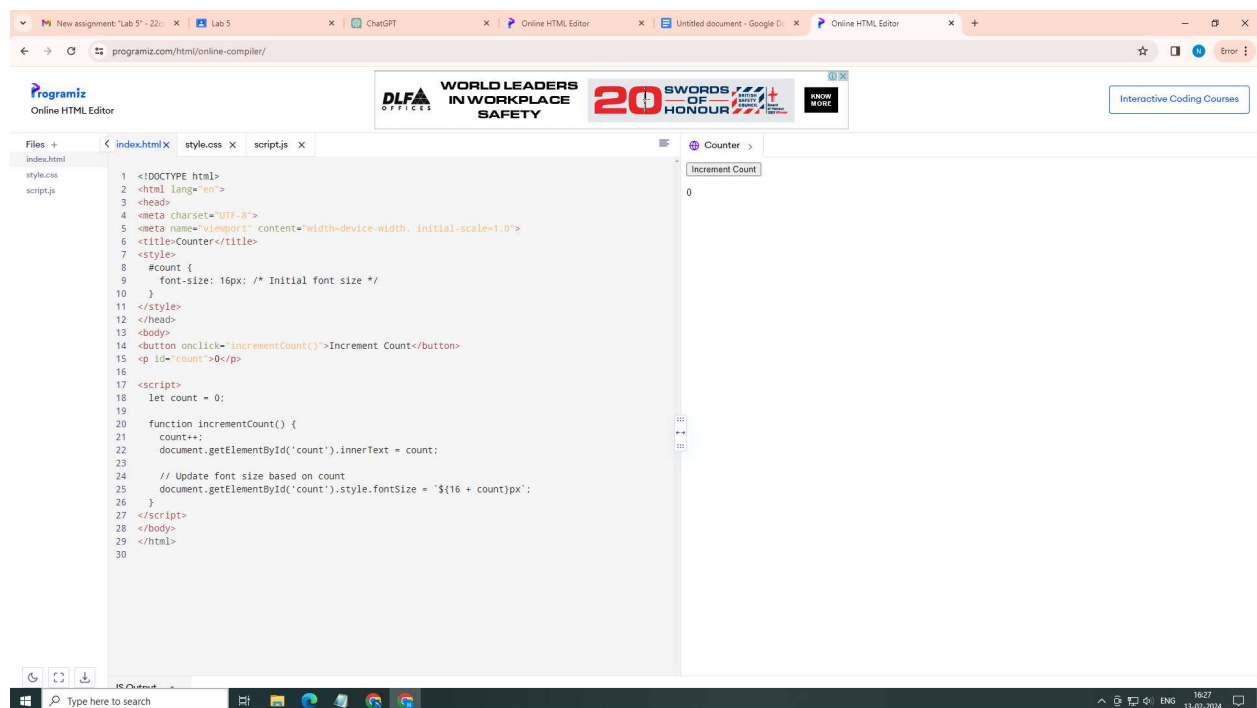 New assignment: "Lab 5" - 22c
Lab 5
ChatGPT
Online HTML Editor
Untitled document - Google Do
Online HTML Editor
programiz.com/html/online-compiler/
N
Error
Programiz
Online HTML Editor
DLF
OFFICES
WORLD LEADERS
IN WORKPLACE
SAFETY
20
SWORDS
OF
HONOUR
BRITISH
SAFETY
COUNCIL
KNOW
MORE
Interactive Coding Courses
Files +
index.html
style.css
script.js
index.html
style.css
script.js
Counter
1 <!DOCTYPE html>
2 <html lang="en">
3 <head>
4 <meta charset="UTF-8">
5 <meta name="viewport" content="width=device-width, initial-scale=1.0">
6 <title>Counter</title>
7 <style>
8 #count {
9 font-size: 16px; /* Initial font size */
10 }
11 </style>
12 </head>
13 <body>
14 <button onclick="incrementCount()">Increment Count</button>
15 <p id="count">0</p>
16
17 <script>
18 let count = 0;
19
20 function incrementCount() {
21 count++;
22 document.getElementById('count').innerText = count;
23
24 // Update font size based on count
25 document.getElementById('count').style.fontSize = `${16 + count}px`;
26 }
27 </script>
28 </body>
29 </html>
30
Increment Count
0
JS Output
Type here to search
N
ENG
16:27
13-02-2024